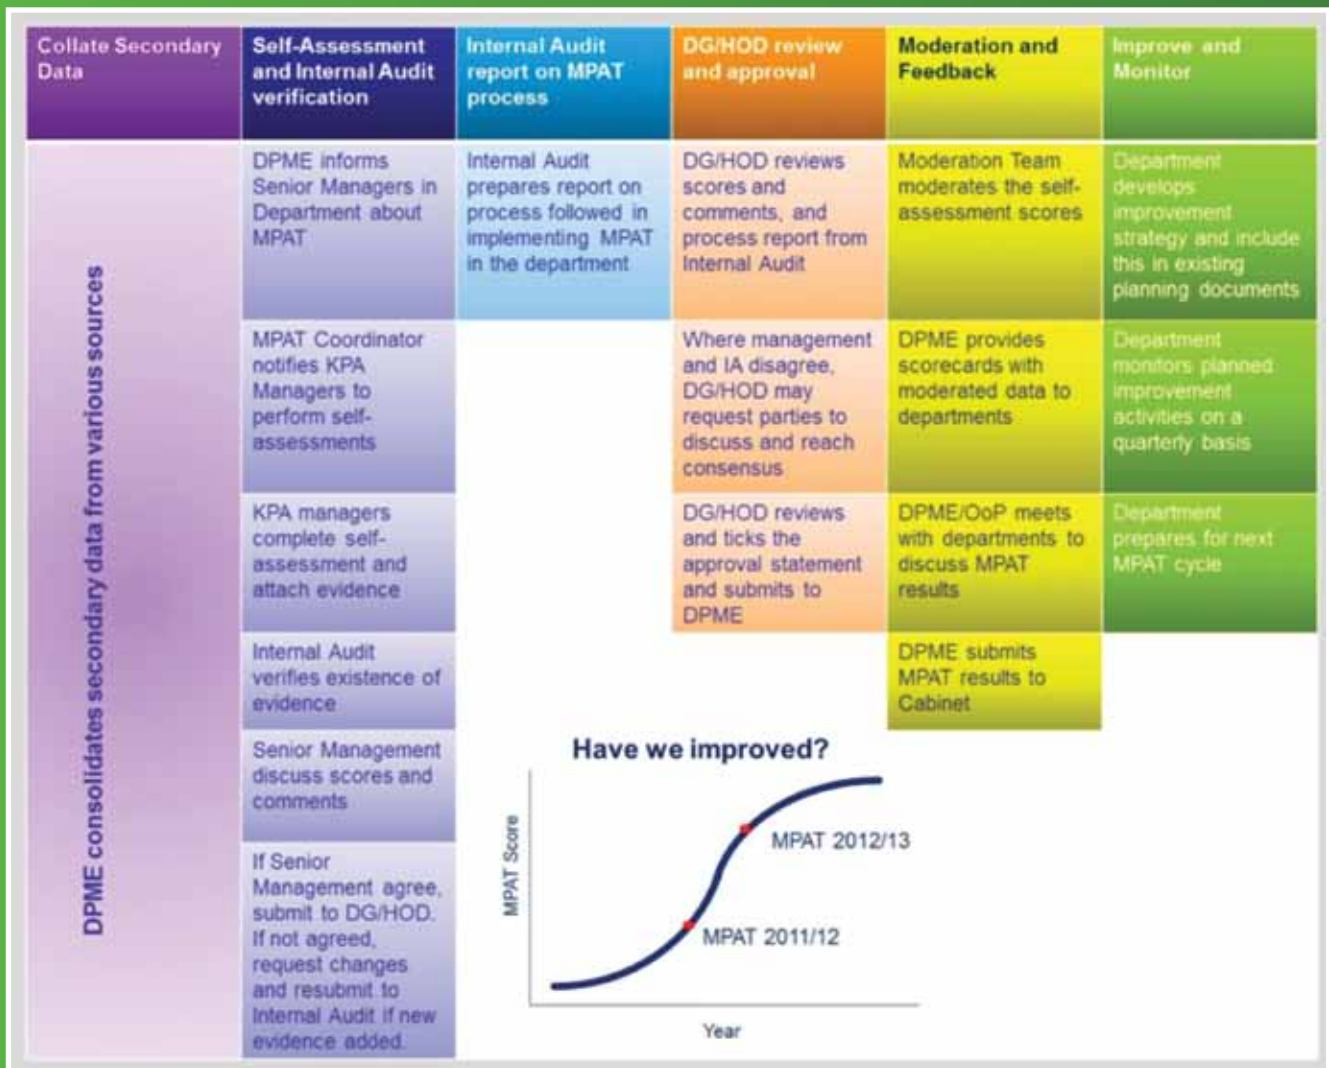 Collate Secondary
Data
Self-Assessment
and Internal Audit
verification
Internal Audit
report on MPAT
process
DG/HOD review
and approval
Moderation and
Feedback
Improve and
Monitor
DPME consolidates secondary data from various sources
DPME informs
Senior Managers in
Department about
MPAT
MPAT Coordinator
notifies KPA
Managers to
perform self-
assessments
KPA managers
complete self-
assessment and
attach evidence
Internal Audit
verifies existence of
evidence
Senior Management
discuss scores and
comments
If Senior
Management agree,
submit to DG/HOD.
If not agreed,
request changes
and resubmit to
Internal Audit if new
evidence added.
Internal Audit
prepares report on
process followed in
implementing MPAT
in the department
DG/HOD reviews
scores and
comments, and
process report from
Internal Audit
Where management
and IA disagree,
DG/HOD may
request parties to
discuss and reach
consensus
DG/HOD reviews
and ticks the
approval statement
and submits to
DPME
Moderation Team
moderates the self-
assessment scores
DPME provides
scorecards with
moderated data to
departments
DPME/OoP meets
with departments to
discuss MPAT
results
DPME submits
MPAT results to
Cabinet
Department
develops
improvement
strategy and include
this in existing
planning documents
Department
monitors planned
improvement
activities on a
quarterly basis
Department
prepares for next
MPAT cycle
Have we improved?
MPAT Score
MPAT 2012/13
MPAT 2011/12
Year